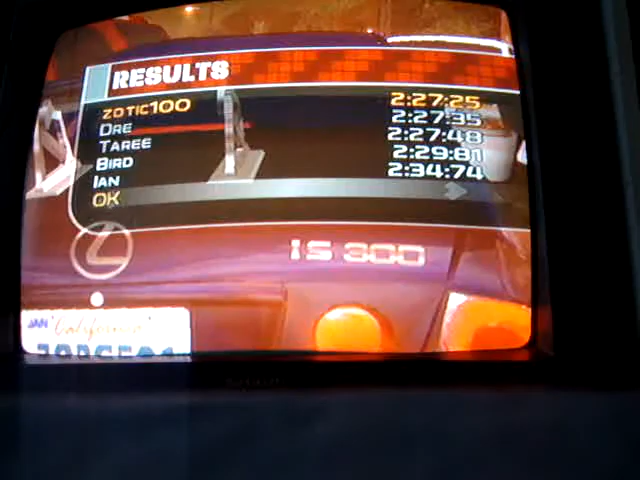 RESULTS
ZOTIC100 2:27:25
DRE 2:27:35
TAREE 2:27:48
BIRD 2:29:81
IAN 2:34:74
OK
IS 300
JAN California